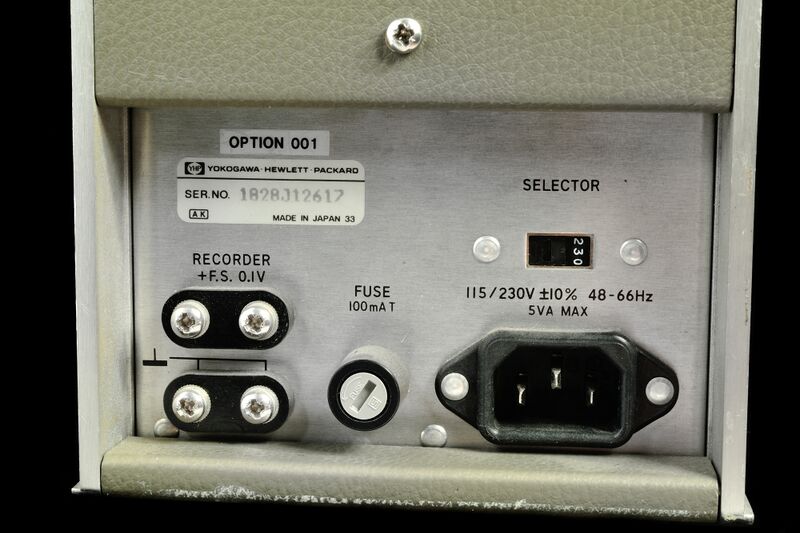 OPTION 001
YHP YOKOGAWA-HEWLETT-PACKARD
SER.NO. 1828J12617
AK MADE IN JAPAN 33
SELECTOR
230
RECORDER
+F.S. 0.1V
FUSE
100mA T
115/230V ±10% 48-66Hz
5VA MAX